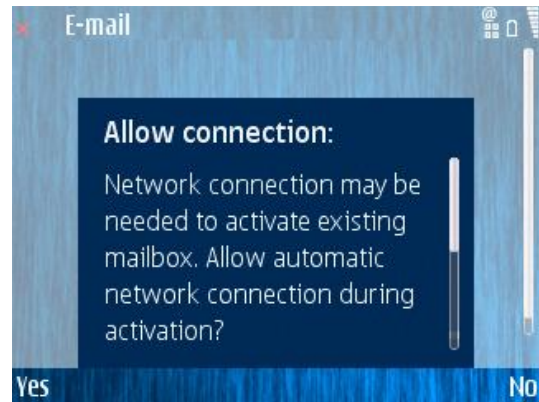 E-mail
@
Allow connection:
Network connection may be
needed to activate existing
mailbox. Allow automatic
network connection during
activation?
Yes No